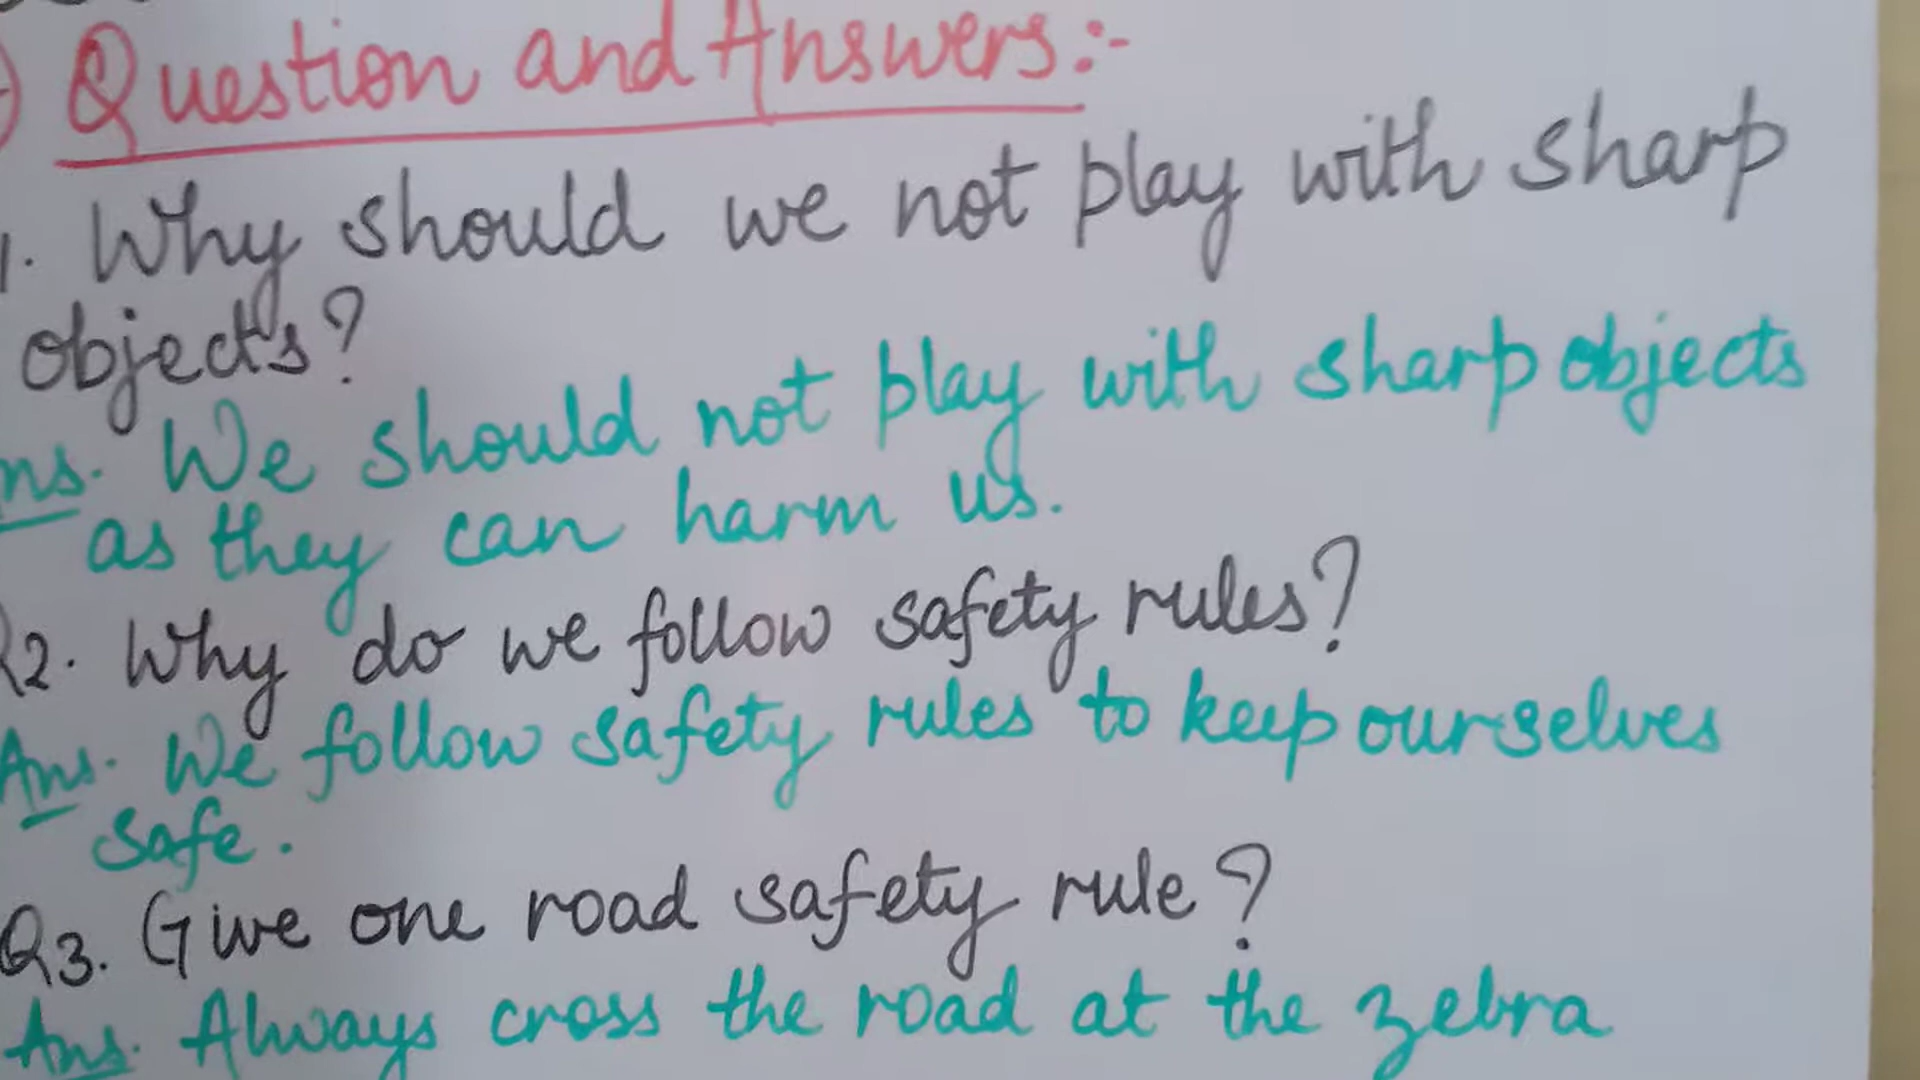 ) Question and Answers:-
1. Why should we not play with sharp
objects?
ns. We should not play with sharp objects
as they can harm us.
Q2. Why do we follow safety rules?
Ans. We follow safety rules to keep ourselves
safe.
Q3. Give one road safety rule?
Ans. Always cross the road at the zebra